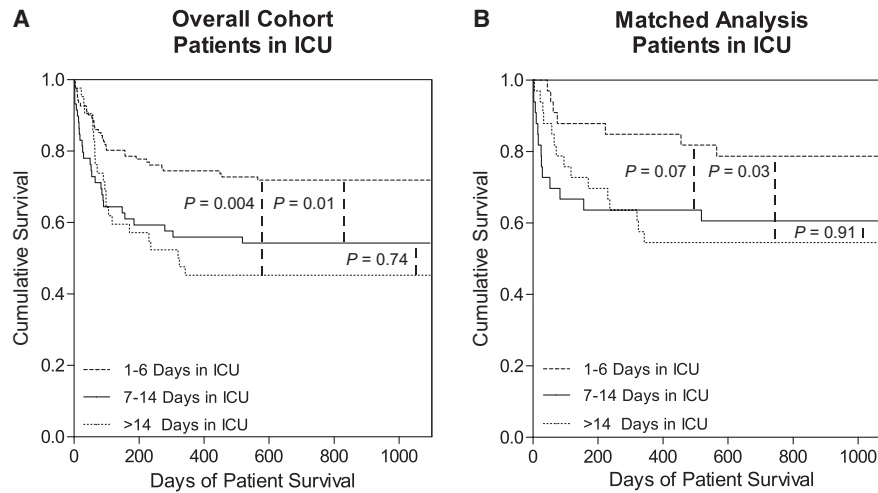 A
Overall Cohort
Patients in ICU
Cumulative Survival
1.0
0.8
0.6
0.4
0.2
0.0
P = 0.004
P = 0.01
P = 0.74
1-6 Days in ICU
7-14 Days in ICU
>14 Days in ICU
0
200
400
600
800
1000
Days of Patient Survival
B
Matched Analysis
Patients in ICU
Cumulative Survival
1.0
0.8
0.6
0.4
0.2
0.0
P = 0.07
P = 0.03
P = 0.91
1-6 Days in ICU
7-14 Days in ICU
>14 Days in ICU
0
200
400
600
800
1000
Days of Patient Survival